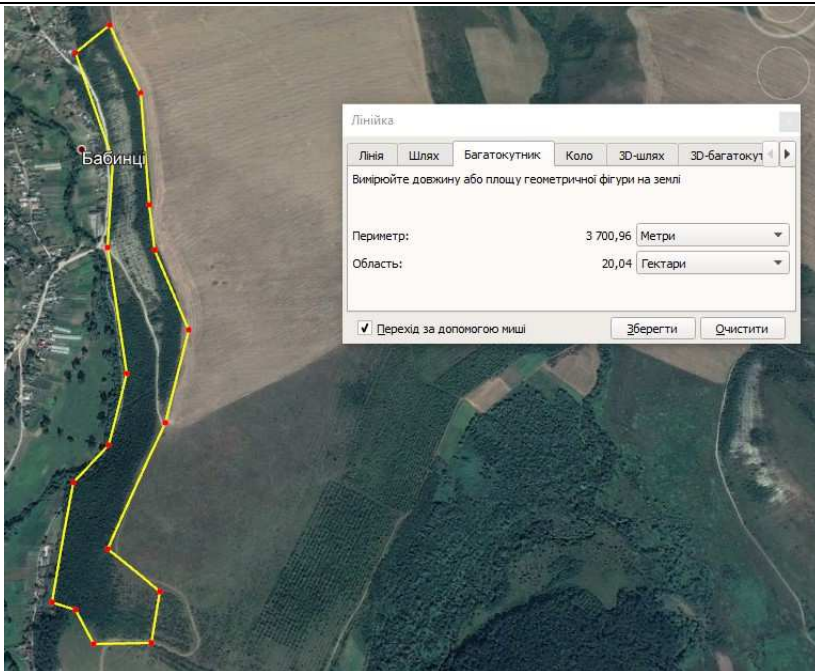 Бабинці
Лінійка
Лінія Шлях Багатокутник Коло 3D-шлях 3D-багатокут
Вимірюйте довжину або площу геометричної фігури на землі
Периметр: 3 700,96 Метри
Область: 20,04 Гектари
Перехід за допомогою миші Зберегти Очистити